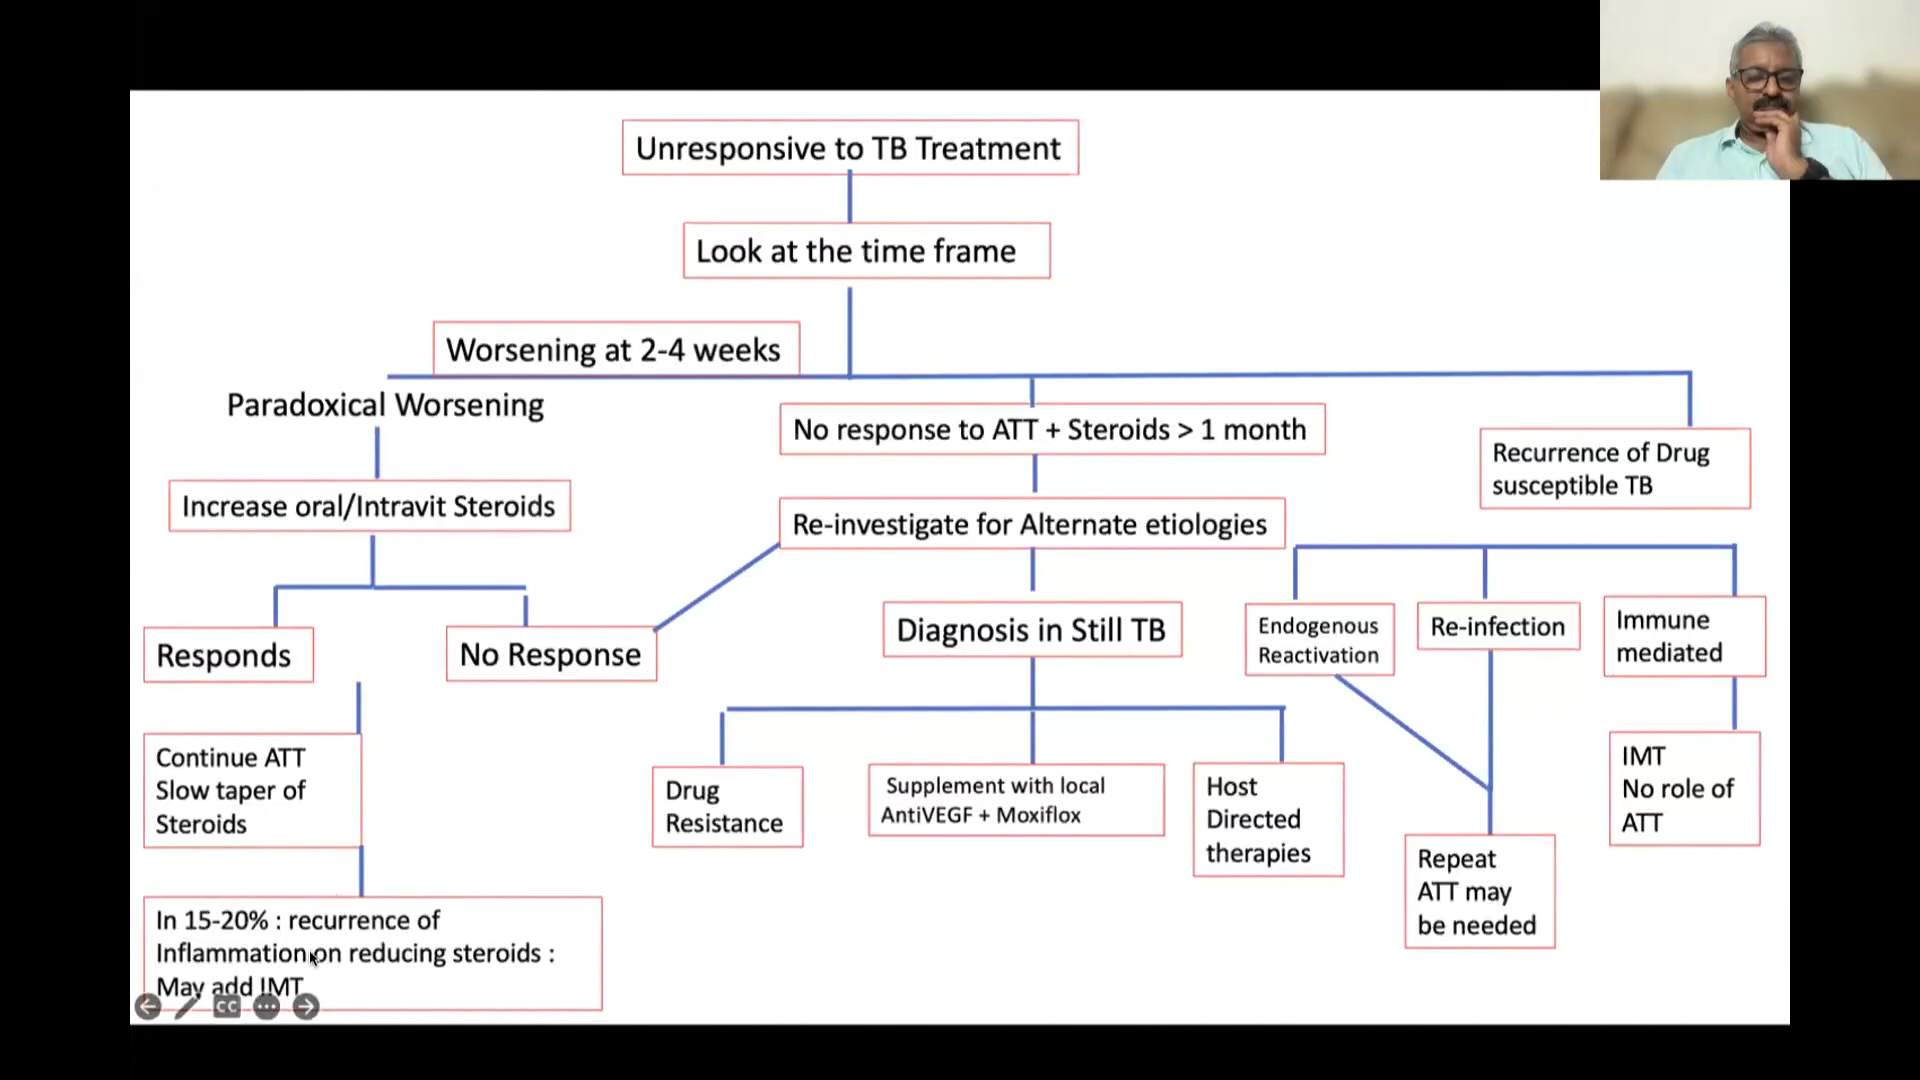 Unresponsive to TB Treatment
Look at the time frame
Worsening at 2-4 weeks
Paradoxical Worsening
No response to ATT + Steroids > 1 month
Recurrence of Drug
susceptible TB
Increase oral/Intravit Steroids
Re-investigate for Alternate etiologies
Responds
No Response
Diagnosis in Still TB
Endogenous
Reactivation
Re-infection
Immune
mediated
Continue ATT
Slow taper of
Steroids
Drug
Resistance
Supplement with local
AntiVEGF + Moxiflox
Host
Directed
therapies
Repeat
ATT may
be needed
IMT
No role of
ATT
In 15-20% : recurrence of
Inflammation on reducing steroids :
May add IMT
CC